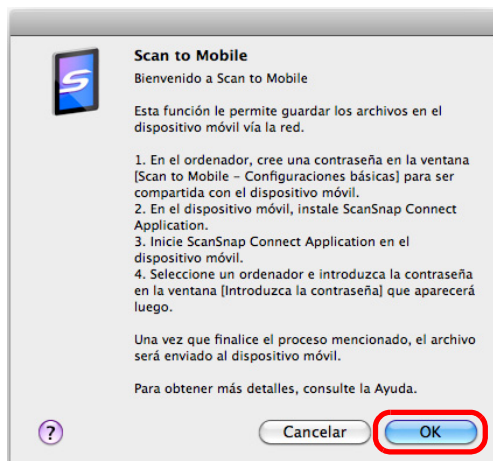 Scan to Mobile
Bienvenido a Scan to Mobile
Esta función le permite guardar los archivos en el
dispositivo móvil vía la red.
1. En el ordenador, cree una contraseña en la ventana
[Scan to Mobile – Configuraciones básicas] para ser
compartida con el dispositivo móvil.
2. En el dispositivo móvil, instale ScanSnap Connect
Application.
3. Inicie ScanSnap Connect Application en el
dispositivo móvil.
4. Seleccione un ordenador e introduzca la contraseña
en la ventana [Introduzca la contraseña] que aparecerá
luego.
Una vez que finalice el proceso mencionado, el archivo
será enviado al dispositivo móvil.
Para obtener más detalles, consulte la Ayuda.
? Cancelar OK